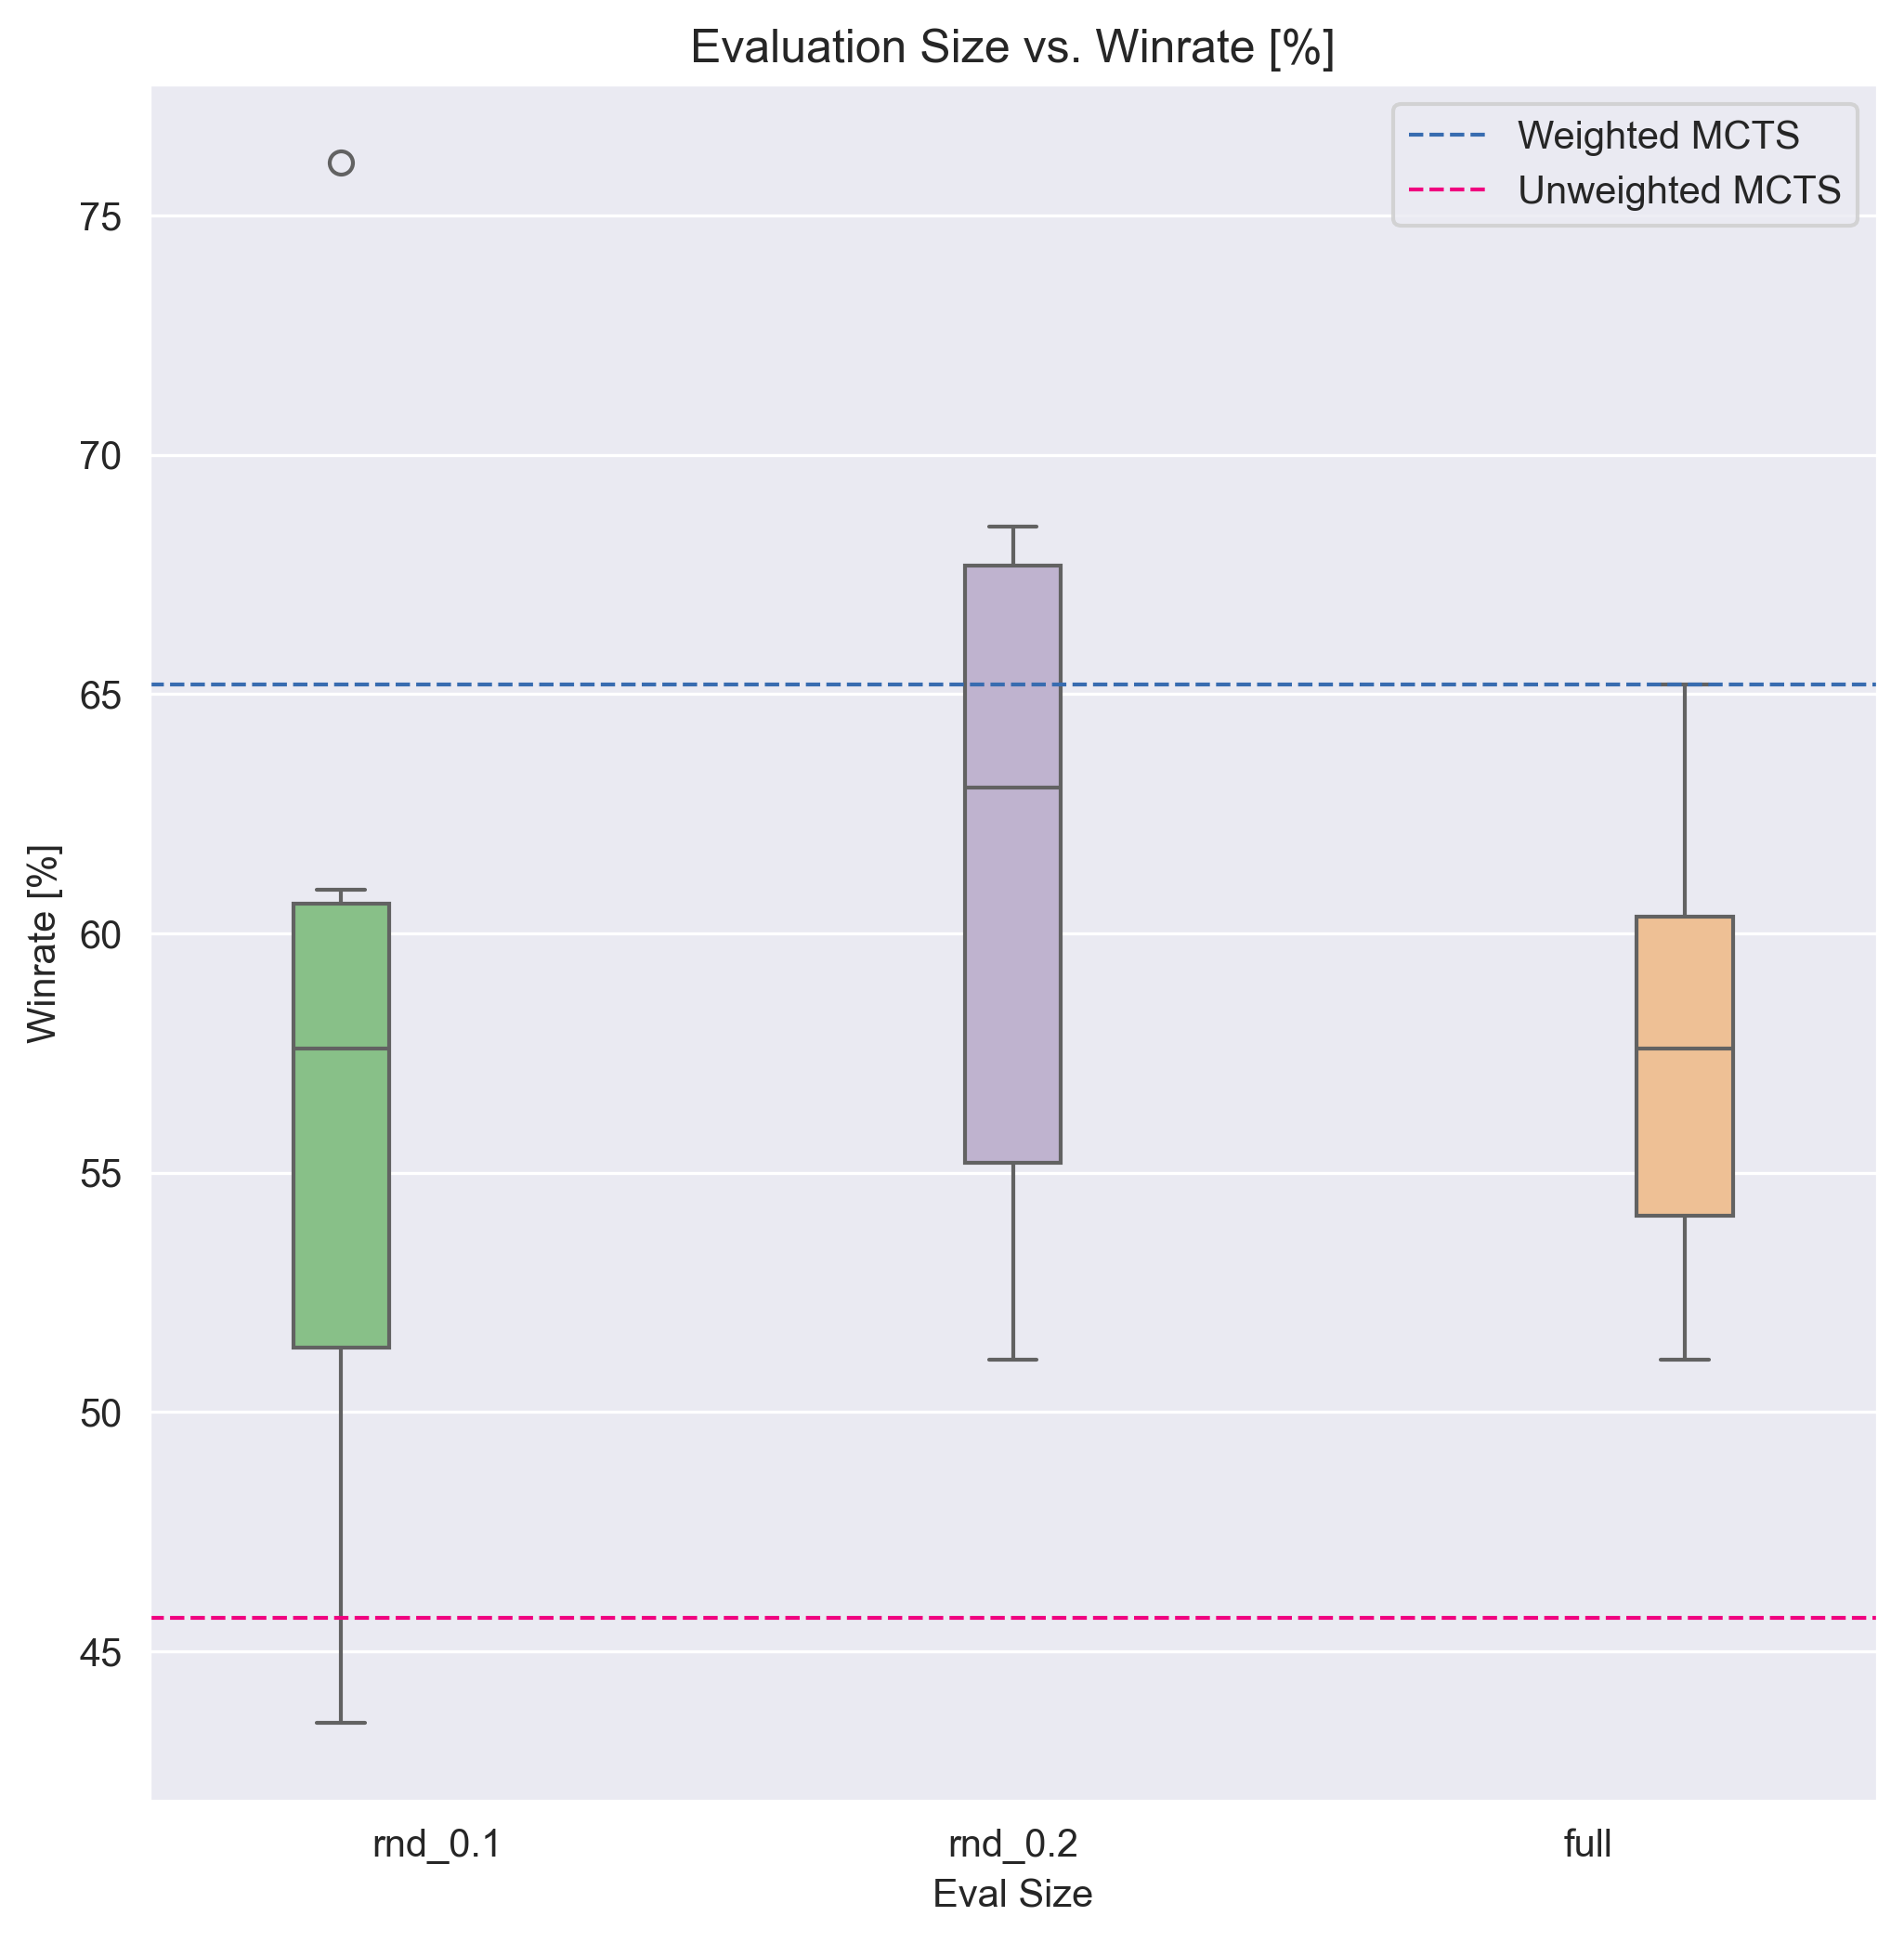 Evaluation Size vs. Winrate [%]
Weighted MCTS
Unweighted MCTS
75
70
65
60
55
50
45
Winrate [%]
rnd_0.1
rnd_0.2
full
Eval Size